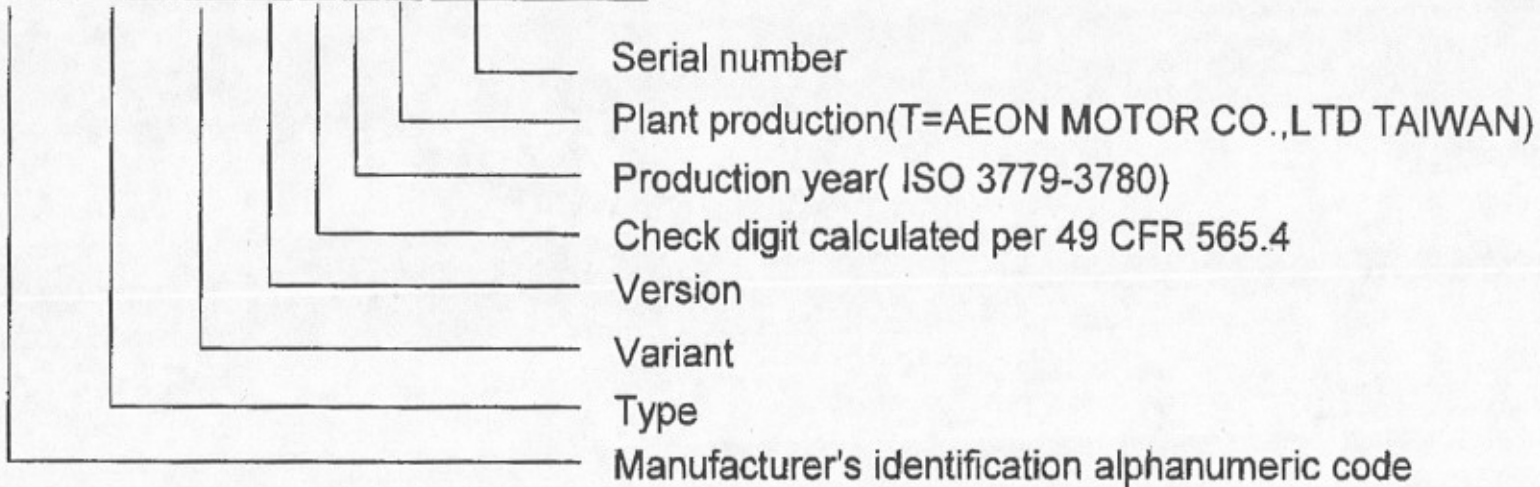 Serial number
Plant production(T=AEON MOTOR CO.,LTD TAIWAN)
Production year( ISO 3779-3780)
Check digit calculated per 49 CFR 565.4
Version
Variant
Type
Manufacturer's identification alphanumeric code